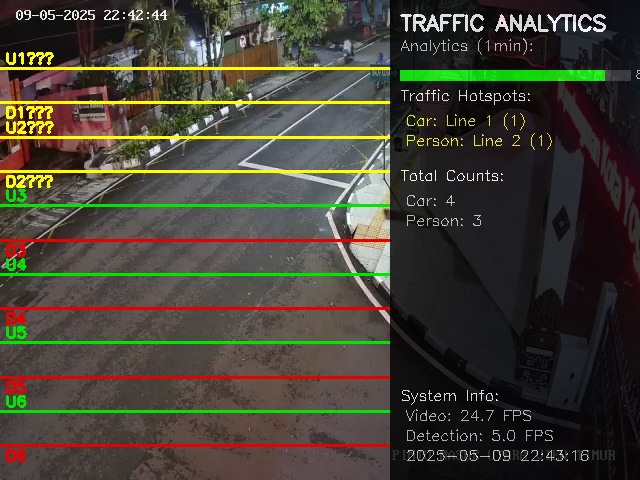 09-05-2025 22:42:44
U1???
D1???
U2???
D2???
U3
D3
U4
D4
U5
D5
U6
D6
TRAFFIC ANALYTICS
Analytics (1min):
8
Traffic Hotspots:
Car: Line 1 (1)
Person: Line 2 (1)
Total Counts:
Car: 4
Person: 3
System Info:
Video: 24.7 FPS
Detection: 5.0 FPS
2025-05-09 22:43:16